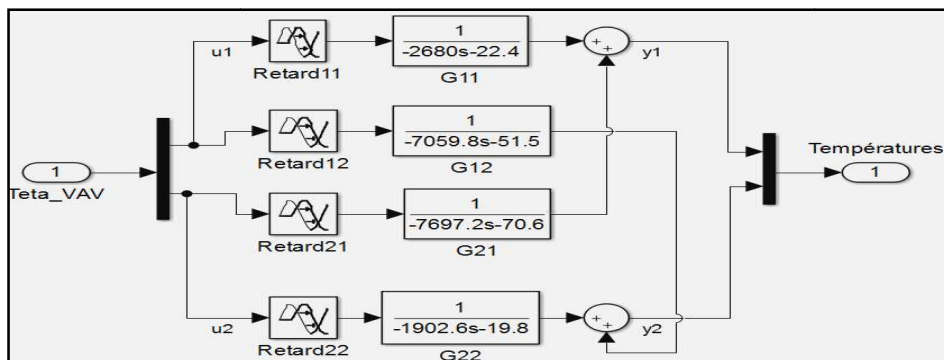 u1
Retard11
1
-2680s-22.4
G11
+
+
y1
Retard12
1
-7059.8s-51.5
G12
1
Teta_VAV
Températures
1
Retard21
1
-7697.2s-70.6
G21
u2
Retard22
1
-1902.6s-19.8
G22
+
+
y2